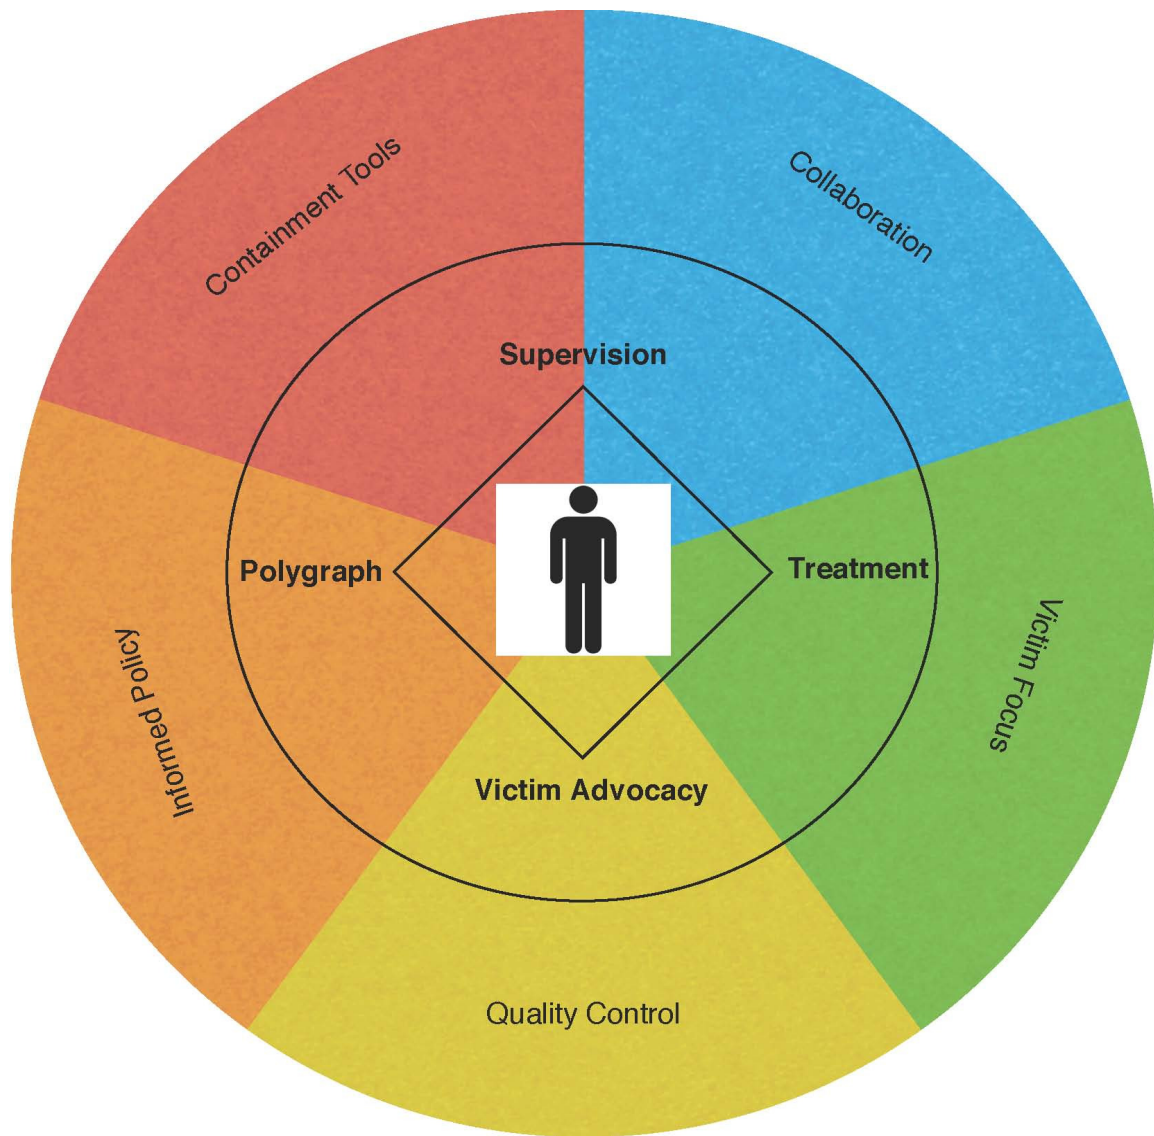 Containment Tools
Collaboration
Supervision
Polygraph
Treatment
Informed Policy
Victim Focus
Victim Advocacy
Quality Control